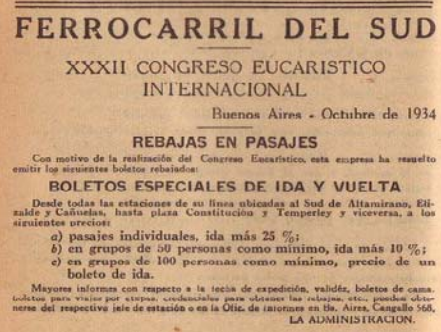 FERROCARRIL DEL SUD
XXXII CONGRESO EUCARISTICO
INTERNACIONAL
Buenos Aires - Octubre de 1934
REBAJAS EN PASAJES
Con motivo de la realización del Congreso Eucarístico, esta empresa ha resuelto
emitir los siguientes boletos rebajados:
BOLETOS ESPECIALES DE IDA Y VUELTA
Desde todas las estaciones de su línea ubicadas al Sud de Altamirano, Eli-
zalde y Cañuelas, hasta plaza Constitución y Temperley y viceversa, a los
siguientes precios:
a) pasajes individuales, ida más 25 %;
b) en grupos de 50 personas como mínimo, ida más 10 %;
c) en grupos de 100 personas como mínimo, precio de un
boleto de ida.
Mayores informes con respecto a la fecha de expedición, validéz, boletos de cama,
boletos para viajes por etapas, credenciales para obtener las rebajas, etc., pueden obte-
nerse del respectivo jefe de estación o en la Ofic. de informes en Bs. Aires, Cangallo 568.
LA ADMINISTRACION.